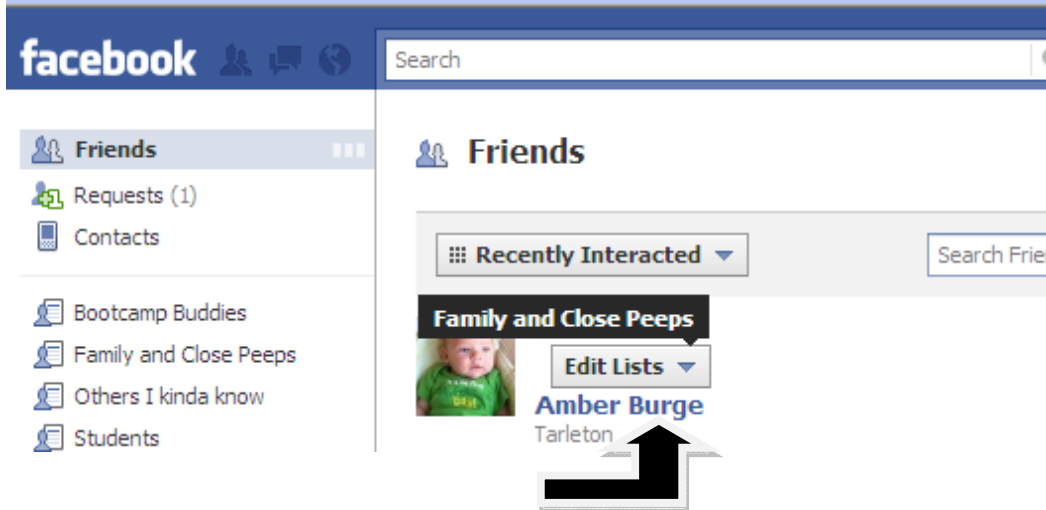 facebook
Search
Friends
Requests (1)
Contacts
Bootcamp Buddies
Family and Close Peeps
Others I kinda know
Students
Friends
Recently Interacted
Search
Family and Close Peeps
Edit Lists
Amber Burge
Tarleton